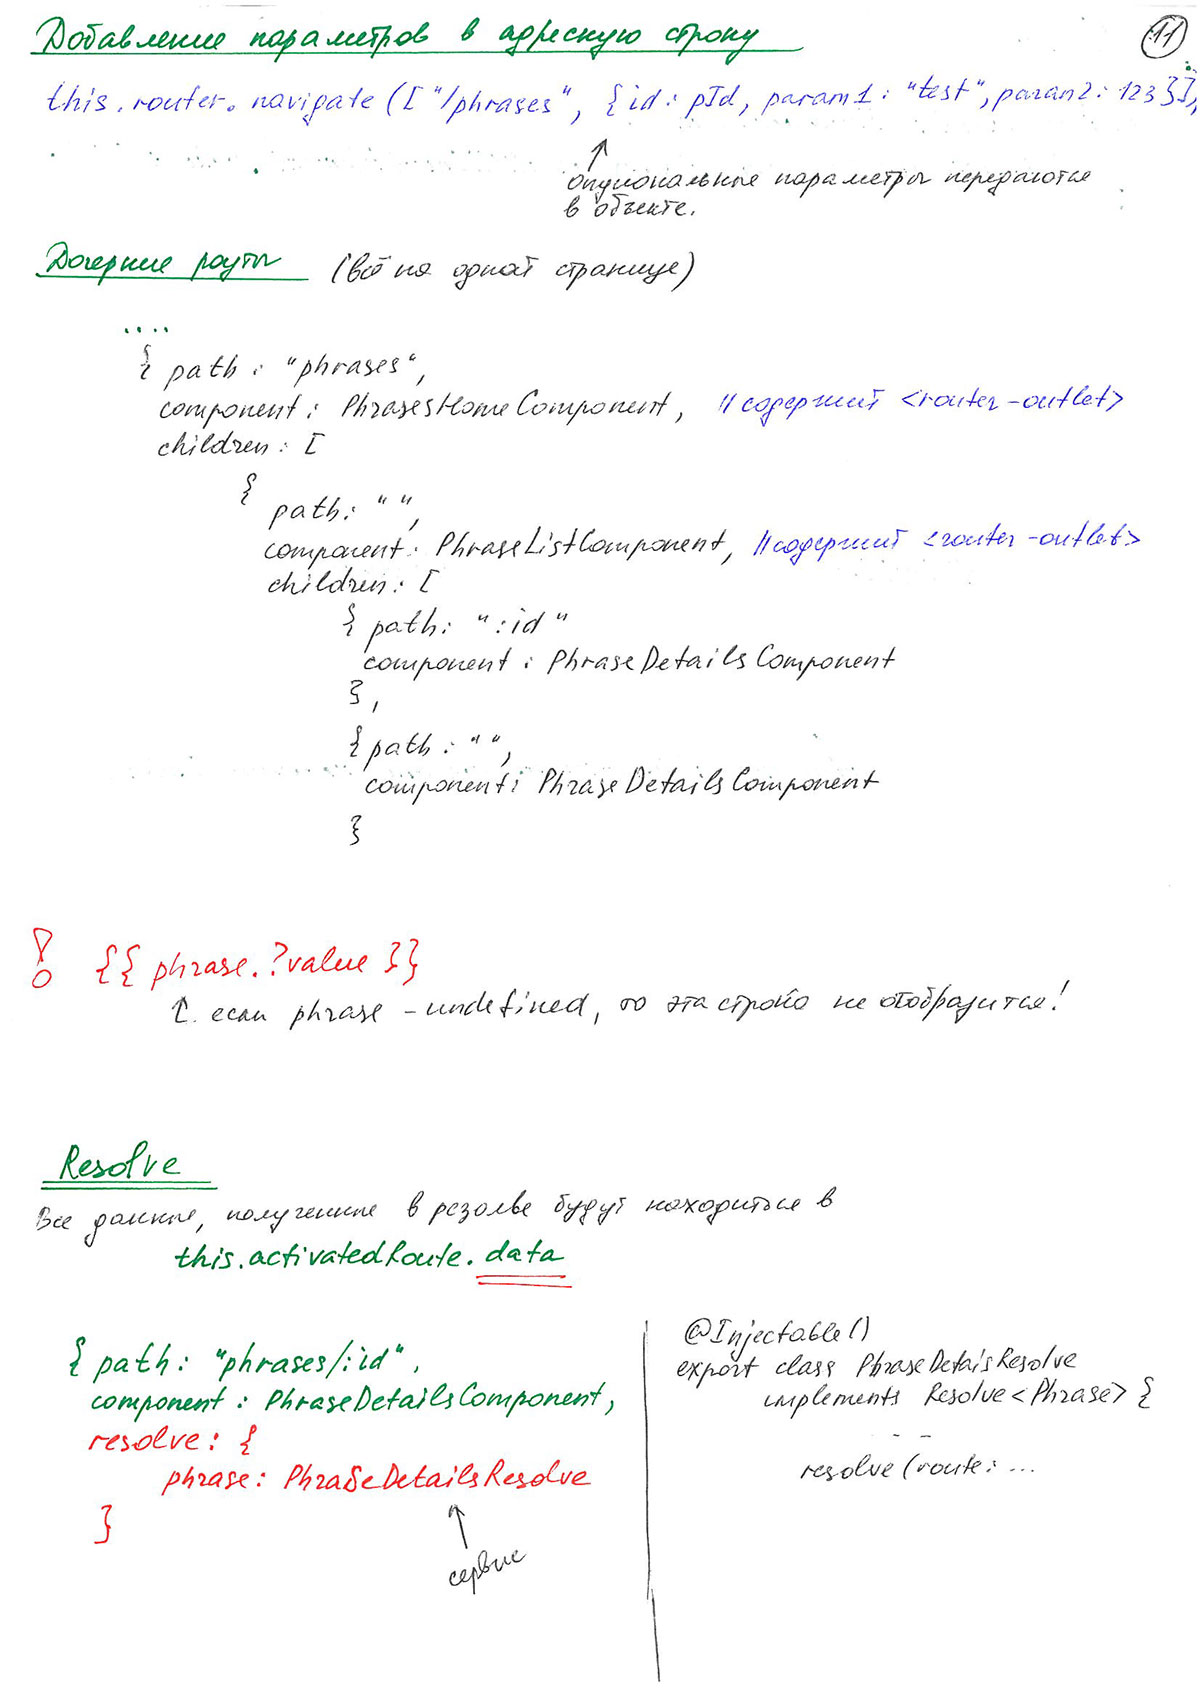 Добавление параметров в адресную строку
11
this.router.navigate(["/phrases", {id: pId, param1: "test", param2: 123}]);
↑
опциональные параметры передаются
в объекте.
Дочерние роуты (всё на одной странице)
....
{ path: "phrases",
component: PhrasesHomeComponent, // содержит <router-outlet>
children: [
{
path: "",
component: PhraseListComponent, // содержит <router-outlet>
children: [
{ path: ":id"
component: PhraseDetailsComponent
},
{ path: "",
component: PhraseDetailsComponent
}
! {{ phrase.?value }}
↑ если phrase - undefined, то эта строка не отобразится!
Resolve
Все данные, полученные в резолве будут находиться в
this.activatedRoute.data
{ path: "phrases/:id",
component: PhraseDetailsComponent,
resolve: {
phrase: PhraseDetailsResolve
}
↑
сервис
@Injectable()
export class PhraseDetaisResolve
implements Resolve<Phrase> {
- -
resolve(route: ...